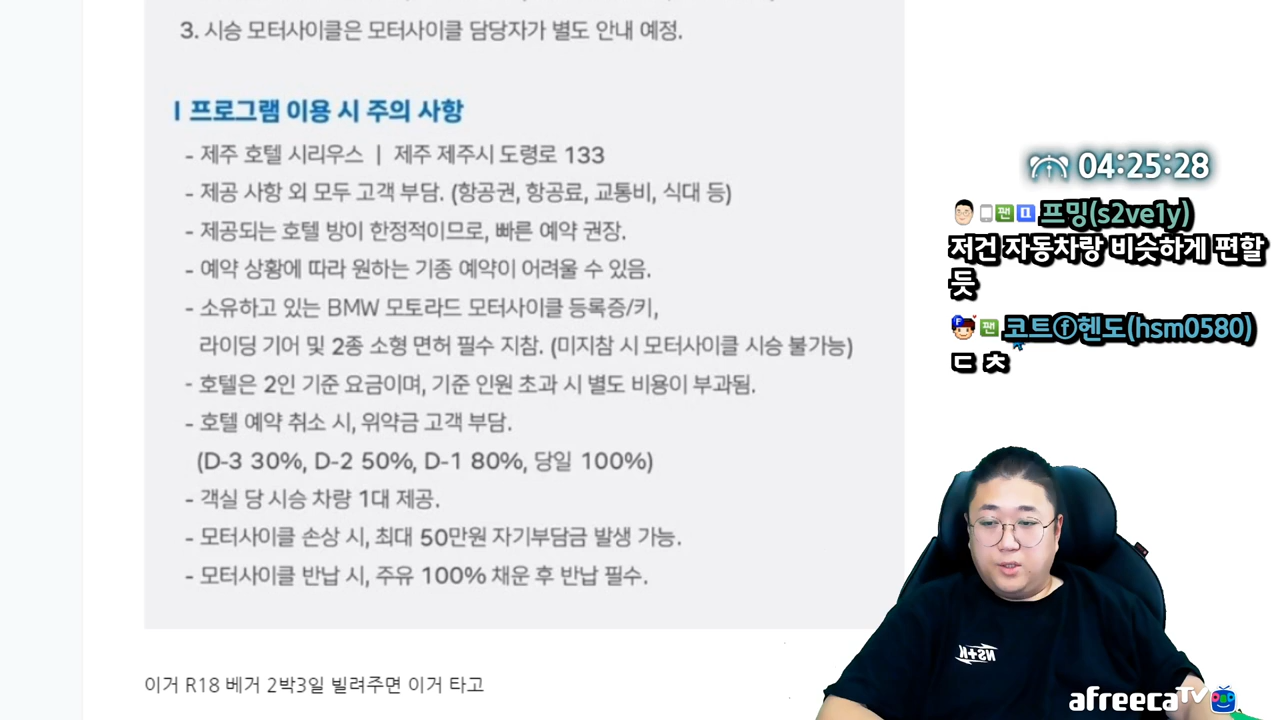 3. 시승 모터사이클은 모터사이클 담당자가 별도 안내 예정.
프로그램 이용 시 주의 사항
- 제주 호텔 시리우스 | 제주 제주시 도령로 133
- 제공 사항 외 모두 고객 부담. (항공권, 항공료, 교통비, 식대 등)
- 제공되는 호텔 방이 한정적이므로, 빠른 예약 권장.
- 예약 상황에 따라 원하는 기종 예약이 어려울 수 있음.
- 소유하고 있는 BMW 모토라드 모터사이클 등록증/키,
라이딩 기어 및 2종 소형 면허 필수 지참. (미지참 시 모터사이클 시승 불가능)
- 호텔은 2인 기준 요금이며, 기준 인원 초과 시 별도 비용이 부과됨.
- 호텔 예약 취소 시, 위약금 고객 부담.
(D-3 30%, D-2 50%, D-1 80%, 당일 100%)
- 객실 당 시승 차량 1대 제공.
- 모터사이클 손상 시, 최대 50만원 자기부담금 발생 가능.
- 모터사이클 반납 시, 주유 100% 채운 후 반납 필수.
이거 R18 베거 2박3일 빌려주면 이거 타고
04:25:28
팬 프밍(s2ve1y)
저건 자동차랑 비슷하게 편할
듯
팬 코트ⓕ헨도(hsm0580)
ㄷ ㅊ
NS+K
afreecaTV